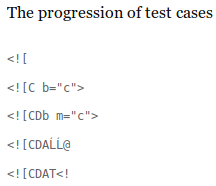 The progression of test cases
<![
<![C b="c">
<![CDb m="c">
<![CDAĹĹ@
<![CDAT<!